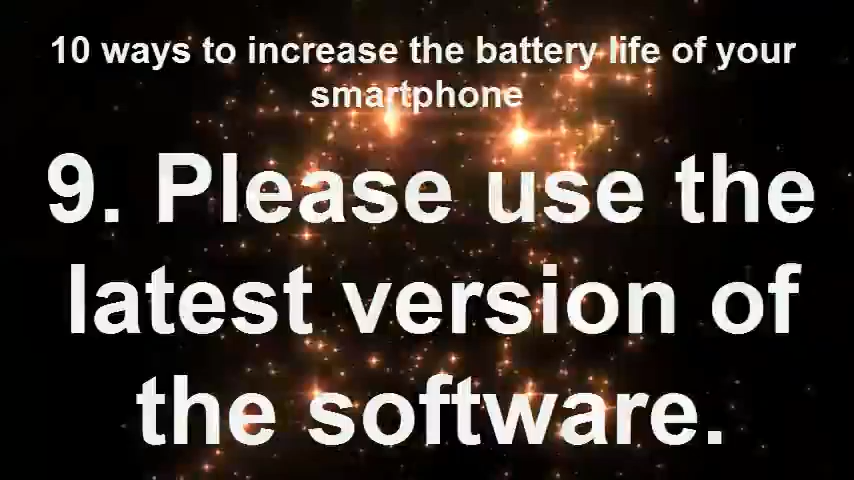 10 ways to increase the battery life of your
smartphone
9. Please use the
latest version of
the software.